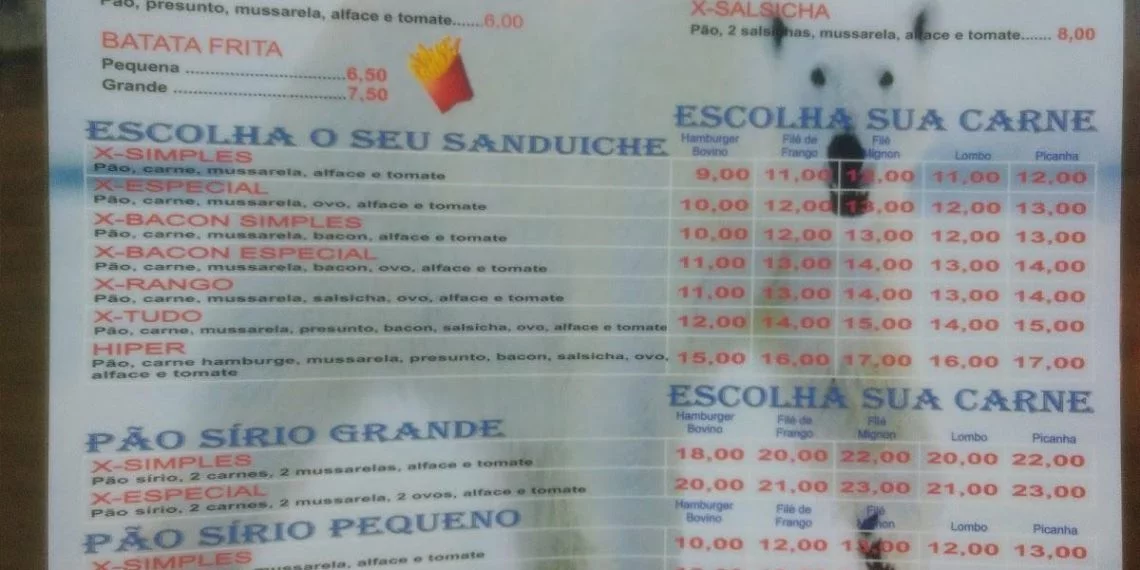 Pão, presunto, mussarela, alface e tomate......6,00
X-SALSICHA
Pão, 2 salsichas, mussarela, alface e tomate....... 8,00
BATATA FRITA
Pequena ..............................6,50
Grande ................................7,50
ESCOLHA O SEU SANDUICHE
ESCOLHA SUA CARNE
Hamburger Bovino Filé de Frango Filé Mignon Lombo Picanha
X-SIMPLES
Pão, carne, mussarela, alface e tomate 9,00 11,00 11,00 12,00
X-ESPECIAL
Pão, carne, mussarela, ovo, alface e tomate 10,00 12,00 13,00 12,00 13,00
X-BACON SIMPLES
Pão, carne, mussarela, bacon, alface e tomate 10,00 12,00 13,00 12,00 13,00
X-BACON ESPECIAL
Pão, carne, mussarela, bacon, ovo, alface e tomate 11,00 13,00 14,00 13,00 14,00
X-RANGO
Pão, carne, mussarela, salsicha, ovo, alface e tomate 11,00 13,00 14,00 13,00 14,00
X-TUDO
Pão, carne, mussarela, presunto, bacon, salsicha, ovo, alface e tomate 12,00 14,00 15,00 14,00 15,00
HIPER
Pão, carne hamburge, mussarela, presunto, bacon, salsicha, ovo, 15,00 16,00 17,00 16,00 17,00
alface e tomate
ESCOLHA SUA CARNE
PÃO SÍRIO GRANDE
Hamburger Bovino Filé de Frango Filé Mignon Lombo Picanha
X-SIMPLES
Pão sírio, 2 carnes, 2 mussarelas, alface e tomate 18,00 20,00 22,00 20,00 22,00
X-ESPECIAL
Pão sírio, 2 carnes, 2 mussarela, 2 ovos, alface e tomate 20,00 21,00 23,00 21,00 23,00
PÃO SÍRIO PEQUENO
Hamburger Bovino Filé de Frango Filé Lombo Picanha
X-SIMPLES 10,00 12,00 12,00 13,00
mussarela, alface e tomate